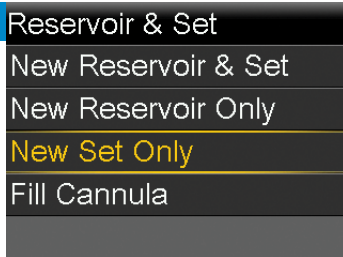 Reservoir & Set
New Reservoir & Set
New Reservoir Only
New Set Only
Fill Cannula